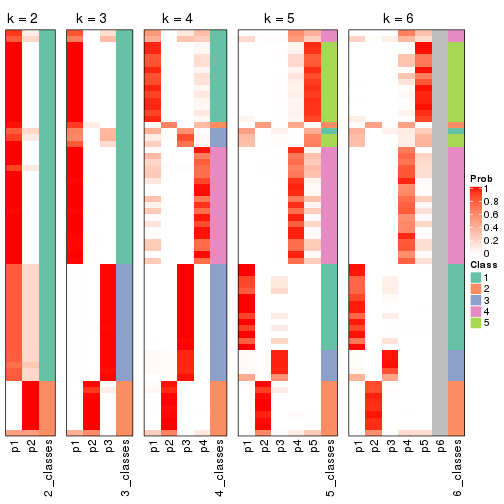 k = 2 k = 3 k = 4 k = 5 k = 6
Prob
1
0.8
0.6
0.4
0.2
0
Class
1
2
3
4
5
p1 p2 2_classes p1 p2 p3 3_classes p1 p2 p3 p4 4_classes p1 p2 p3 p4 p5 5_classes p1 p2 p3 p4 p5 p6 6_classes